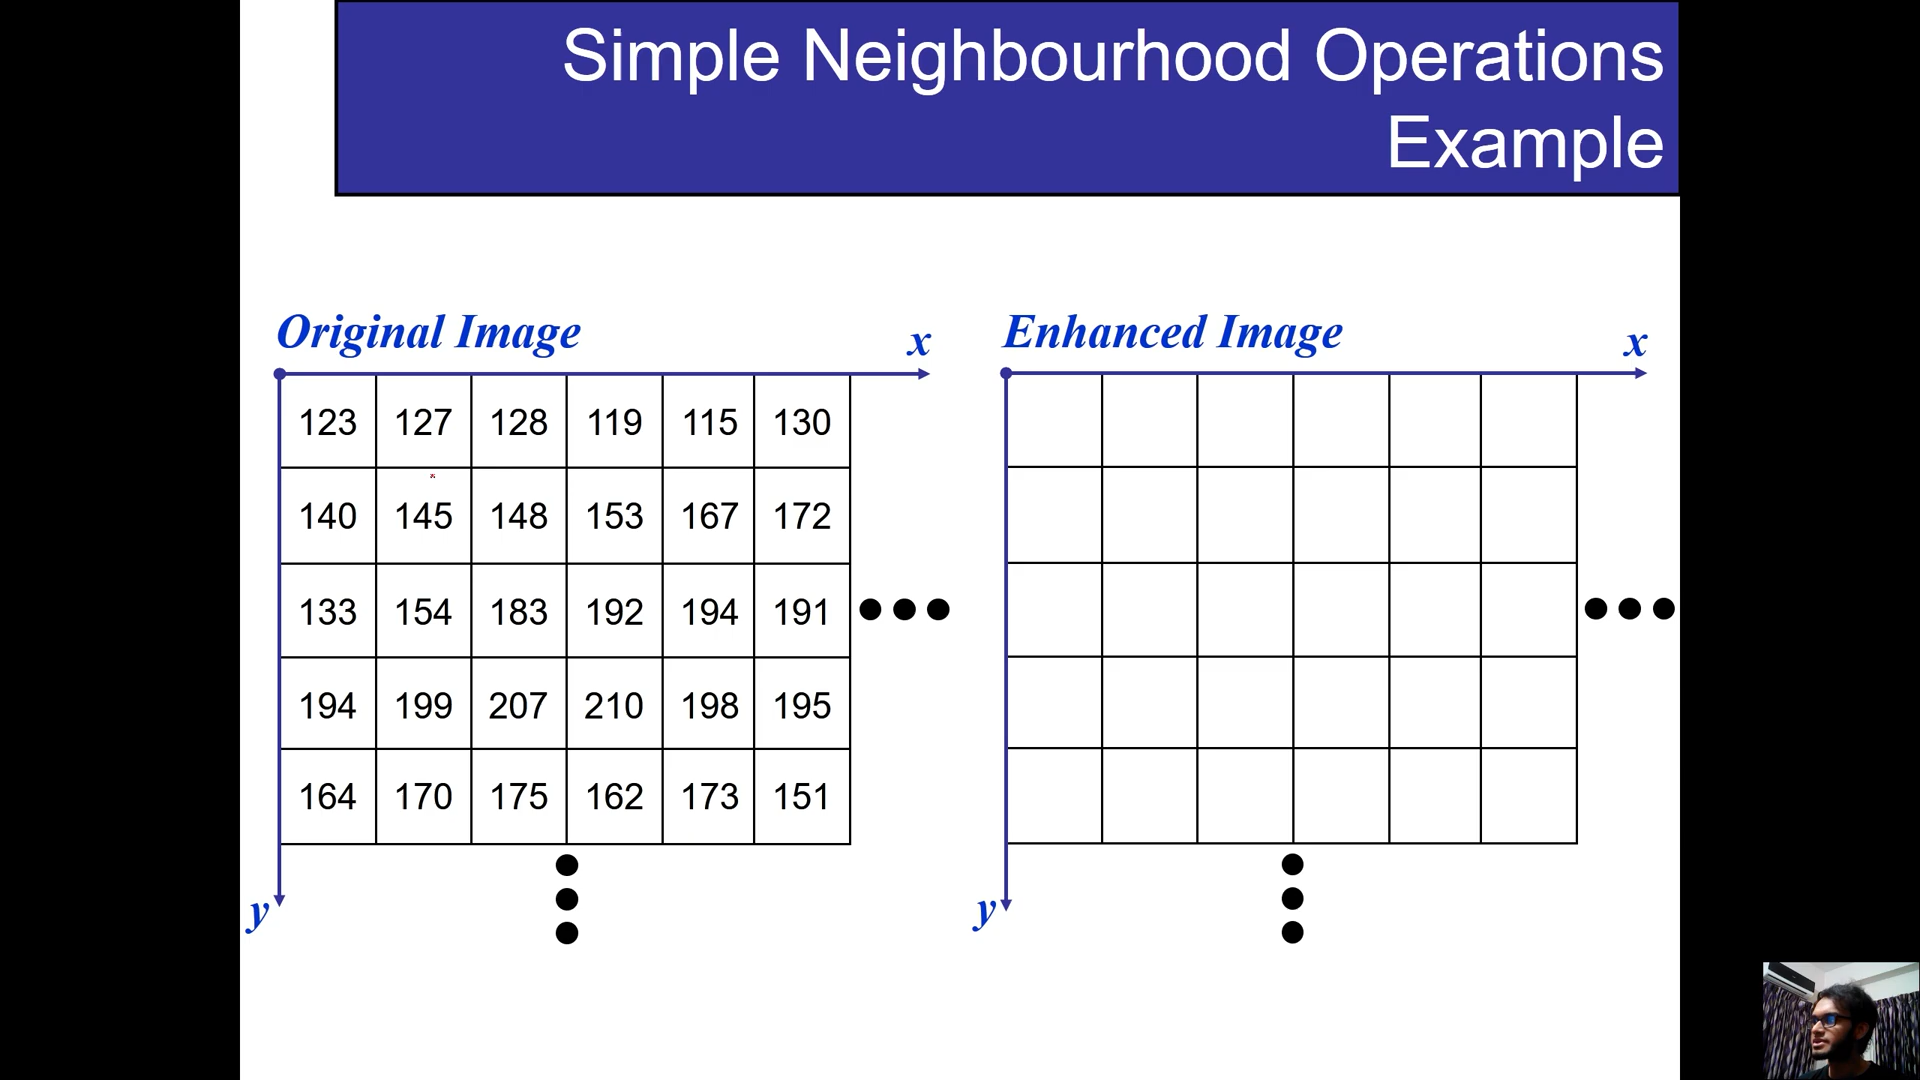 Simple Neighbourhood Operations
Example
Original Image
x
123 127 128 119 115 130
140 145 148 153 167 172
133 154 183 192 194 191
194 199 207 210 198 195
164 170 175 162 173 151
y
Enhanced Image
x
y